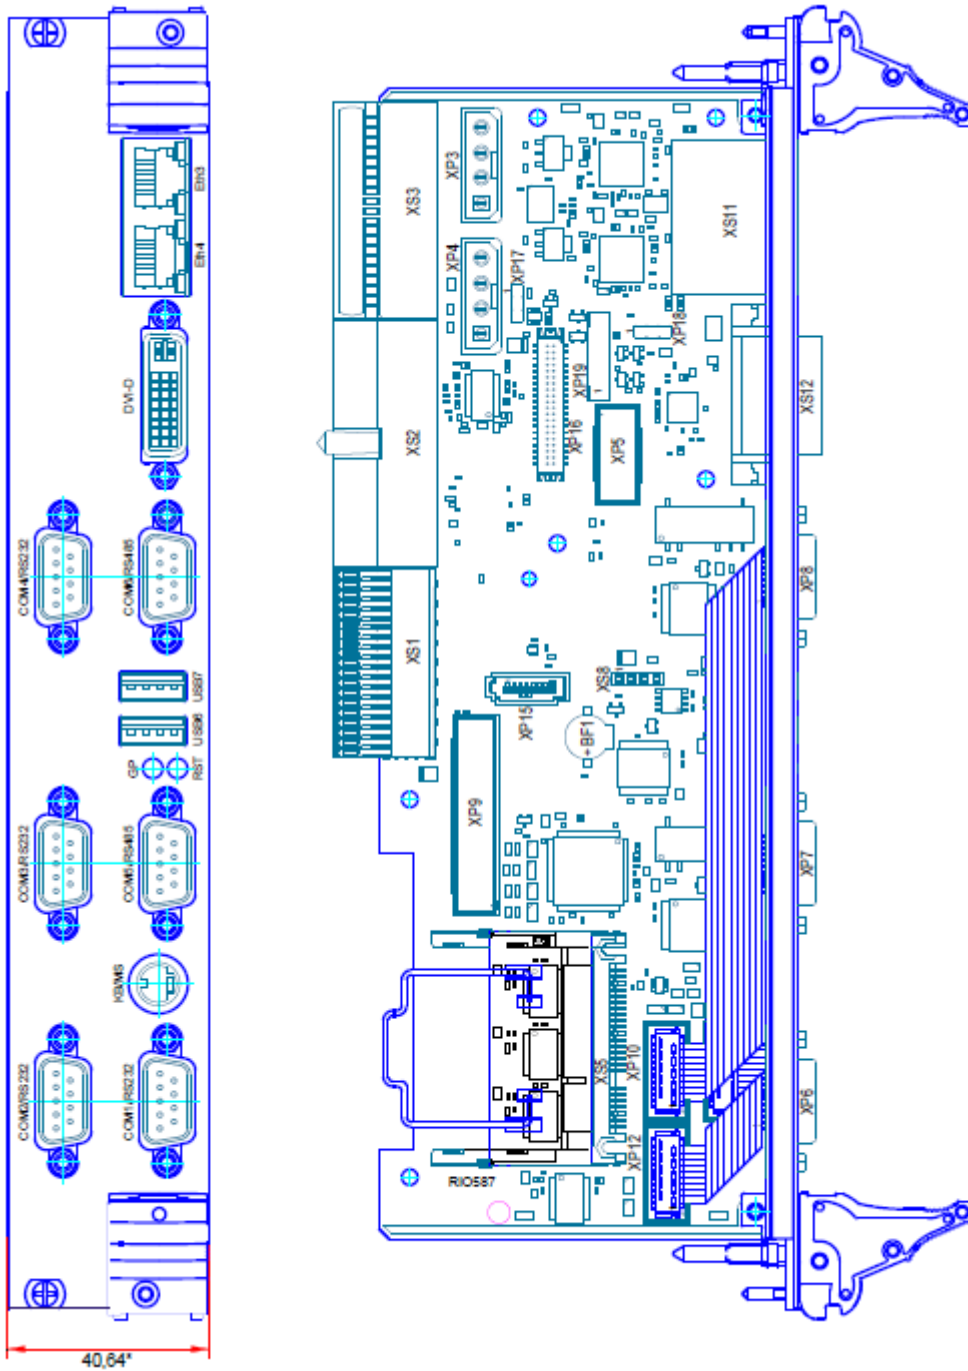 Eth3
Eth4
DVI-D
COM4/RS232
COM6/RS485
USB7
USB6
GP
RST
COM3/RS232
COM5/RS485
KB/MS
COM2/RS232
COM1/RS232
40,64*
XS3
XP3
XP4
XP17
XS11
XP18
XP19
XP16
XS2
XP5
XS12
XS1
XP8
XS8
XP15
+BF1
XP9
XP7
XS5
XP10
XP12
XP6
RIO587